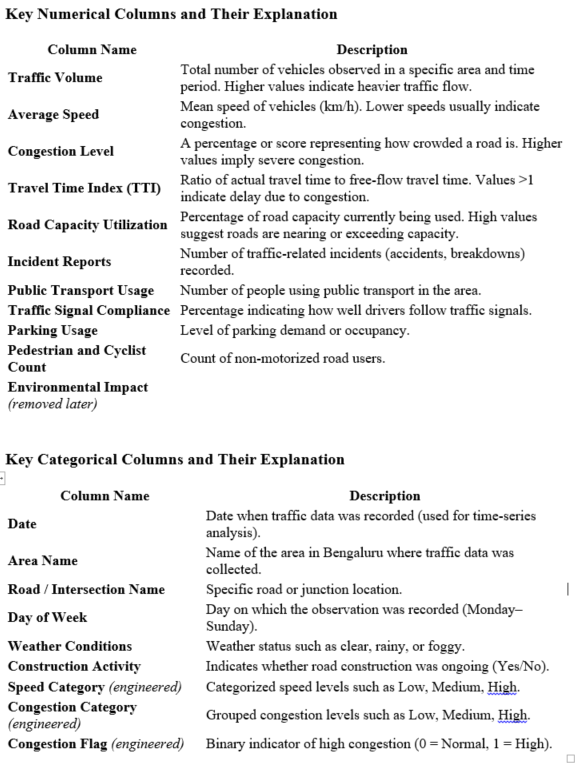 Key Numerical Columns and Their Explanation
Column Name Description
Traffic Volume Total number of vehicles observed in a specific area and time
period. Higher values indicate heavier traffic flow.
Average Speed Mean speed of vehicles (km/h). Lower speeds usually indicate
congestion.
Congestion Level A percentage or score representing how crowded a road is. Higher
values imply severe congestion.
Travel Time Index (TTI) Ratio of actual travel time to free-flow travel time. Values >1
indicate delay due to congestion.
Road Capacity Utilization Percentage of road capacity currently being used. High values
suggest roads are nearing or exceeding capacity.
Incident Reports Number of traffic-related incidents (accidents, breakdowns)
recorded.
Public Transport Usage Number of people using public transport in the area.
Traffic Signal Compliance Percentage indicating how well drivers follow traffic signals.
Parking Usage Level of parking demand or occupancy.
Pedestrian and Cyclist
Count Count of non-motorized road users.
Environmental Impact
(removed later)
Key Categorical Columns and Their Explanation
Column Name Description
Date Date when traffic data was recorded (used for time-series
analysis).
Area Name Name of the area in Bengaluru where traffic data was
collected.
Road / Intersection Name Specific road or junction location.
Day of Week Day on which the observation was recorded (Monday–
Sunday).
Weather Conditions Weather status such as clear, rainy, or foggy.
Construction Activity Indicates whether road construction was ongoing (Yes/No).
Speed Category (engineered) Categorized speed levels such as Low, Medium, High.
Congestion Category
(engineered) Grouped congestion levels such as Low, Medium, High.
Congestion Flag (engineered) Binary indicator of high congestion (0 = Normal, 1 = High).